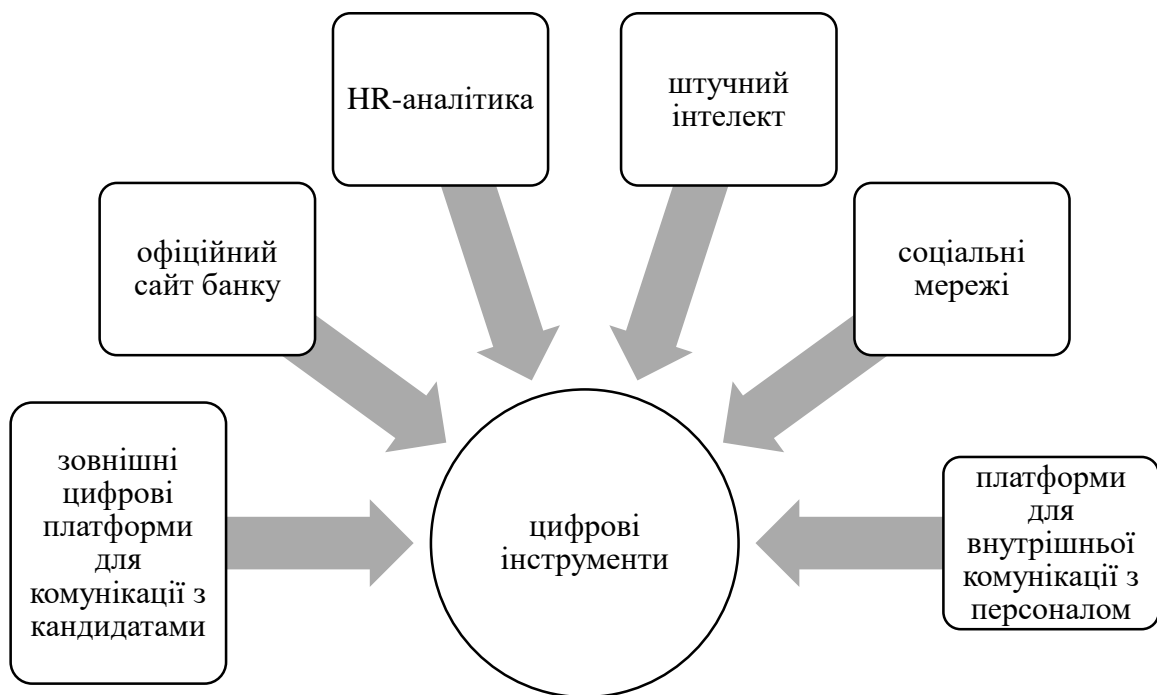 HR-аналітика
штучний
інтелект
офіційний
сайт банку
соціальні
мережі
зовнішні
цифрові
платформи
для
комунікації з
кандидатами
цифрові
інструменти
платформи
для
внутрішньої
комунікації з
персоналом